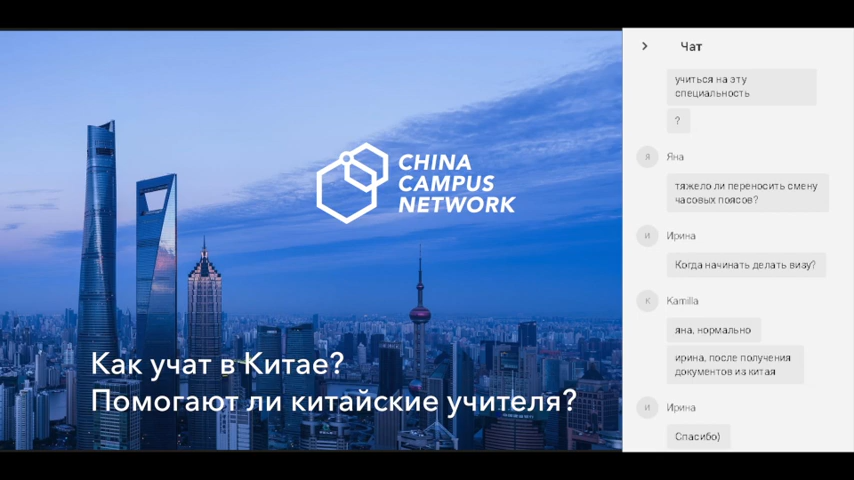 CHINA
CAMPUS
NETWORK
Как учат в Китае?
Помогают ли китайские учителя?
Чат
учиться на эту
специальность
?
Я
Яна
тяжело ли переносить смену
часовых поясов?
И
Ирина
Когда начинать делать визу?
K
Kamilla
яна, нормально
ирина, после получения
документов из китая
И
Ирина
Спасибо)